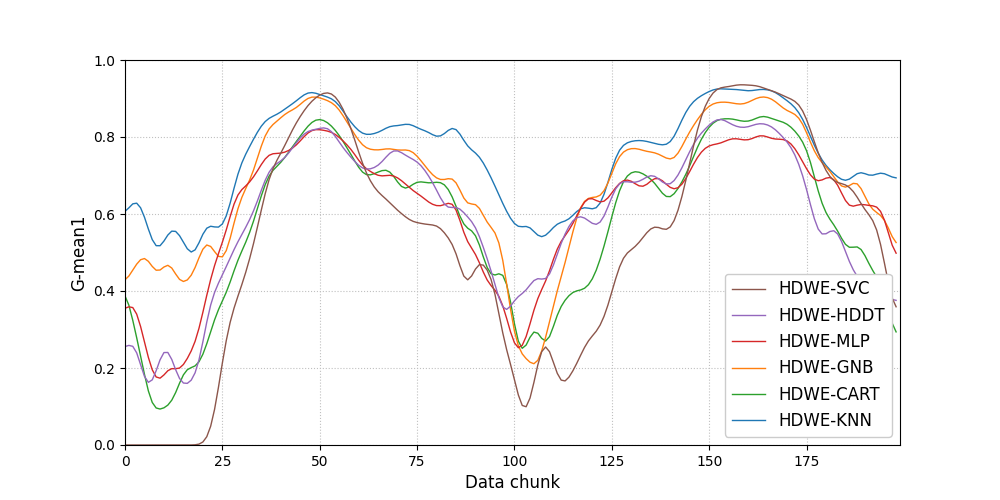 1.0
0.8
0.6
0.4
0.2
0.0
G-mean1
0 25 50 75 100 125 150 175
Data chunk
HDWE-SVC
HDWE-HDDT
HDWE-MLP
HDWE-GNB
HDWE-CART
HDWE-KNN